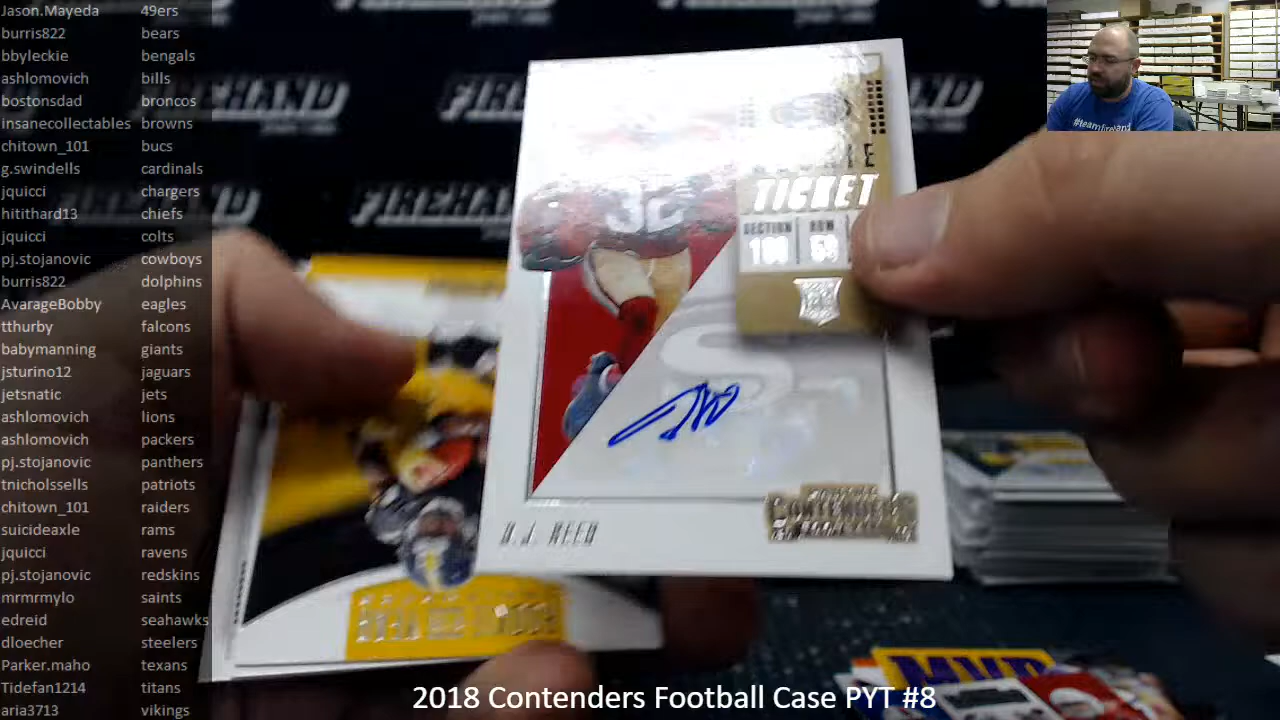 Jason.Mayeda 49ers
burris822 bears
bbyleckie bengals
ashlomovich bills
bostonsdad broncos
insanecollectables browns
chitown_101 bucs
g.swindells cardinals
jquicci chargers
hitithard13 chiefs
jquicci colts
pj.stojanovic cowboys
burris822 dolphins
AvarageBobby eagles
tthurby falcons
babymanning giants
jsturino12 jaguars
jetsnatic jets
ashlomovich lions
ashlomovich packers
pj.stojanovic panthers
tnicholssells patriots
chitown_101 raiders
suicideaxle rams
jquicci ravens
pj.stojanovic redskins
mrmrmylo saints
edreid seahawks
dloecher steelers
Parker.maho texans
Tidefan1214 titans
aria3713 vikings
FIREHAND
TICKET
SECTION ROW
100
D.J. REED
CONTENDERS
MVP
#teamfirehand
2018 Contenders Football Case PYT #8